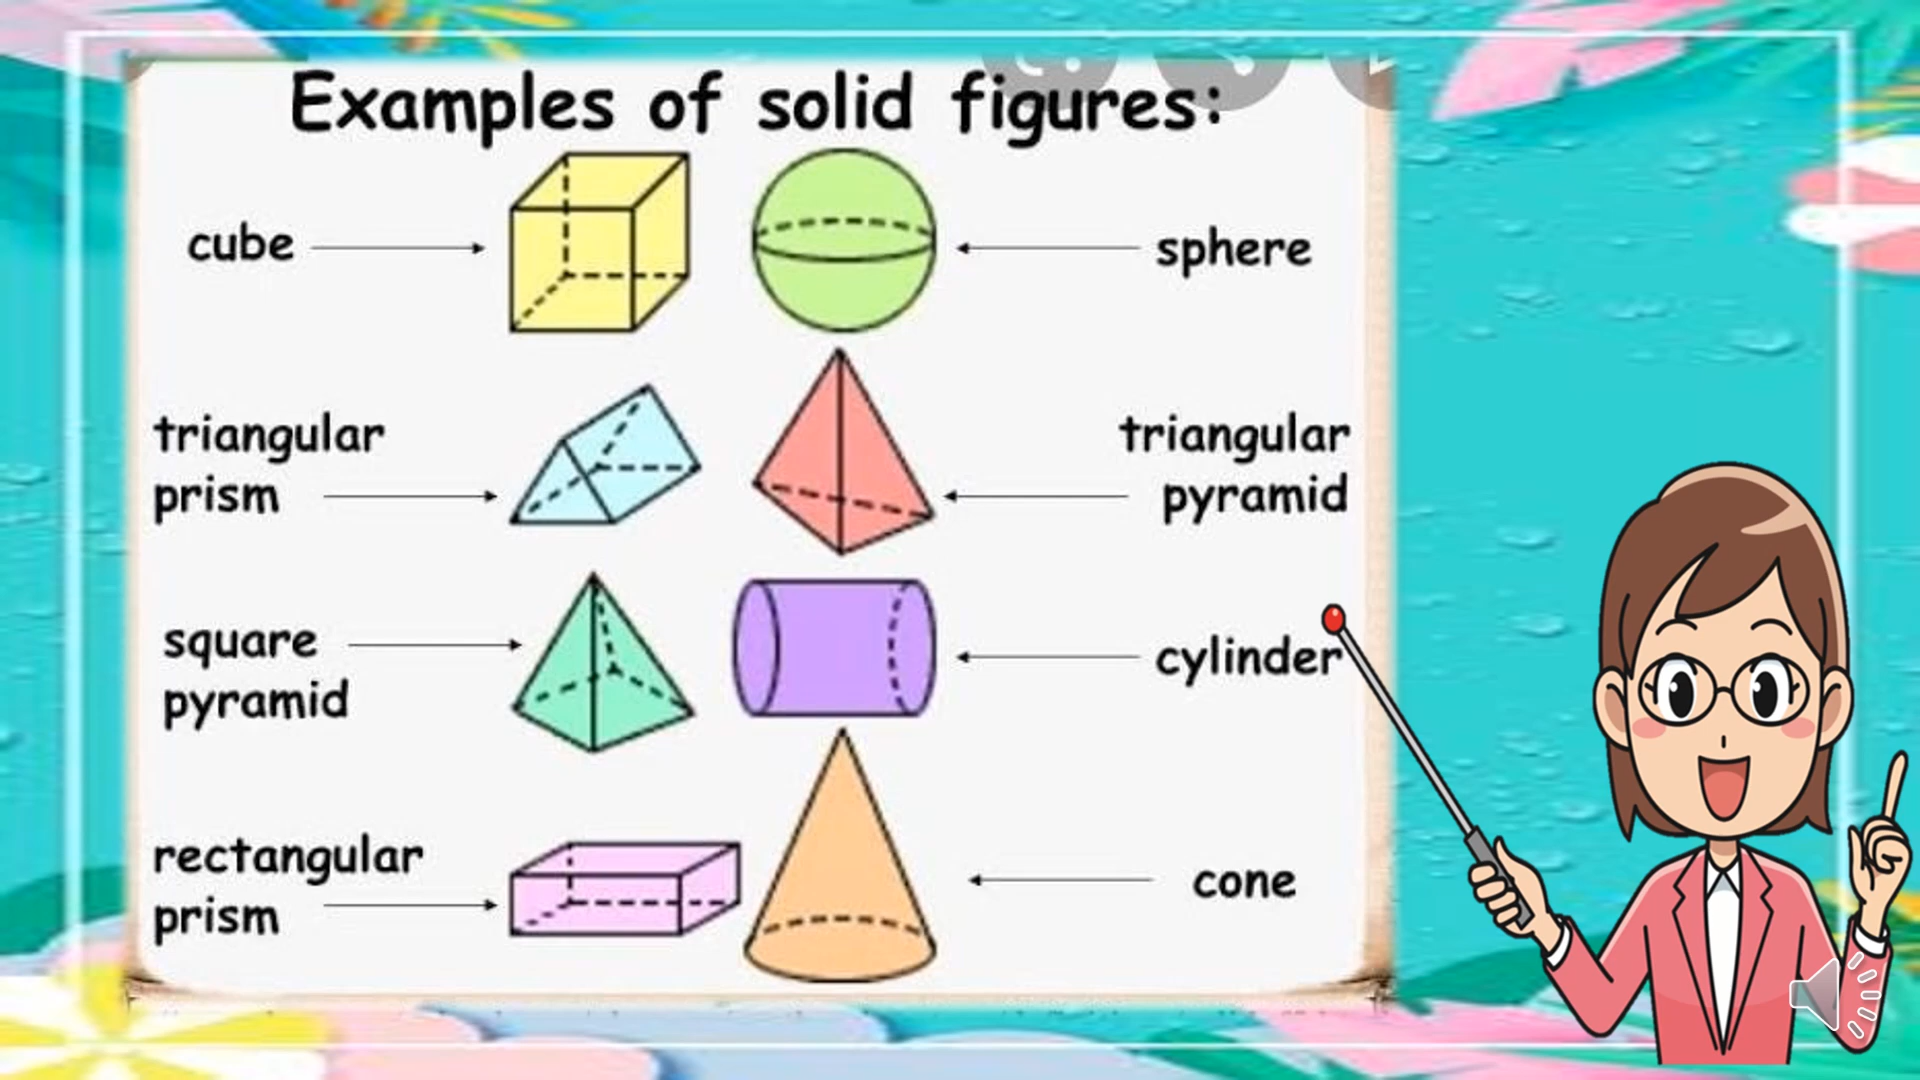 Examples of solid figures:
cube
sphere
triangular
prism
triangular
pyramid
square
pyramid
cylinder
rectangular
prism
cone